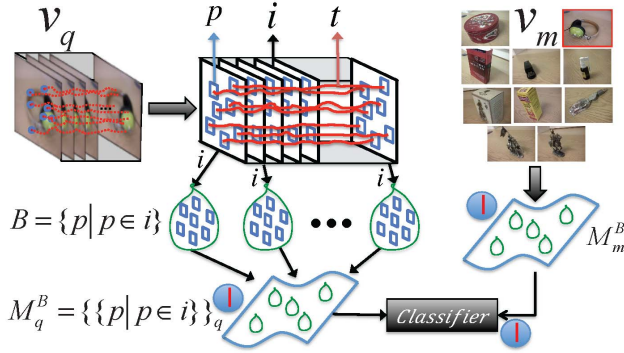 v_q
p i t
v_m
i i i
B = {p| p ∈ i}
•••
M_m^B
M_q^B = {{p| p ∈ i}}_q
Classifier